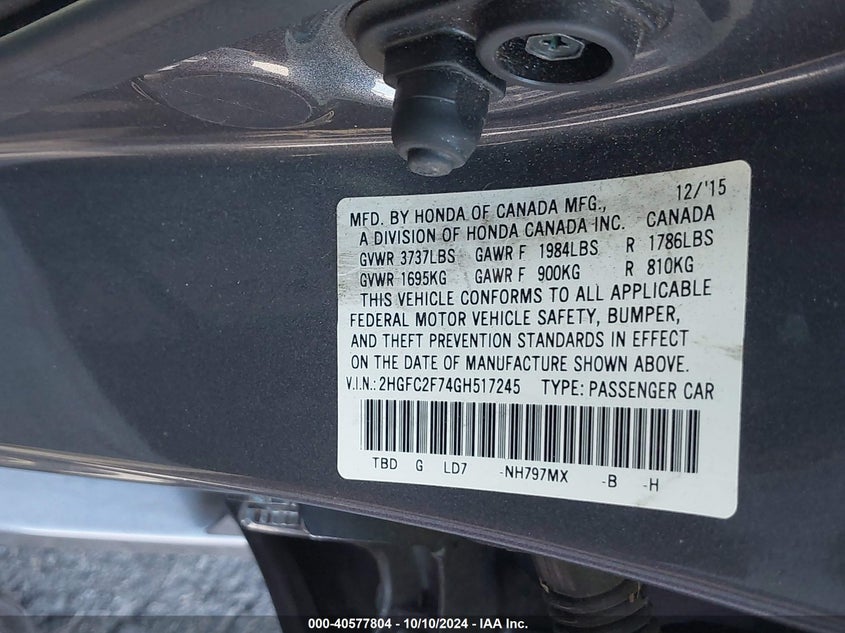 12/'15
MFD. BY HONDA OF CANADA MFG.,
A DIVISION OF HONDA CANADA INC. CANADA
GVWR 3737LBS GAWR F 1984LBS R 1786LBS
GVWR 1695KG GAWR F 900KG R 810KG
THIS VEHICLE CONFORMS TO ALL APPLICABLE
FEDERAL MOTOR VEHICLE SAFETY, BUMPER,
AND THEFT PREVENTION STANDARDS IN EFFECT
ON THE DATE OF MANUFACTURE SHOWN ABOVE.
V.I.N.: 2HGFC2F74GH517245 TYPE: PASSENGER CAR
TBD G LD7 -NH797MX -B -H
000-40577804 - 10/10/2024 - IAA Inc.